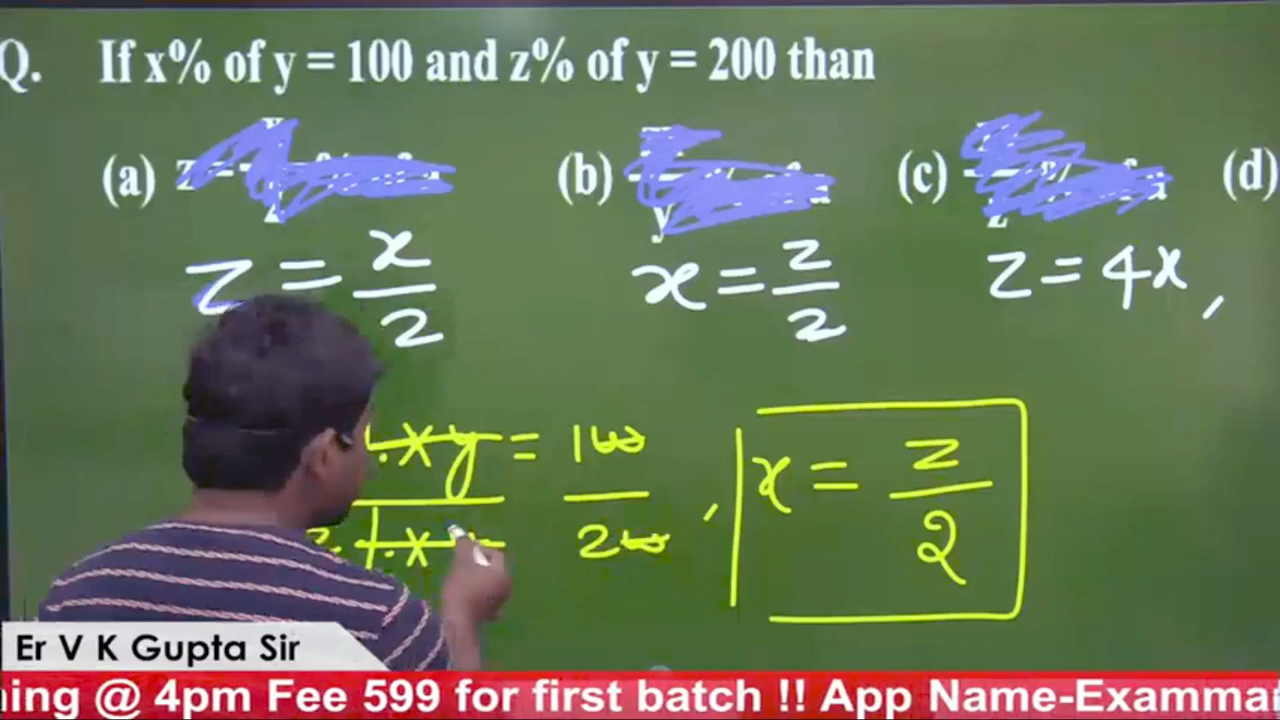 Q. If x% of y = 100 and z% of y = 200 than
(a) (b) (c) (d)
z = x/2 x = z/2 z = 4x,
% × y = 100
z % × 200
, x = z/2
Er V K Gupta Sir
ing @ 4pm Fee 599 for first batch !! App Name-Exammat